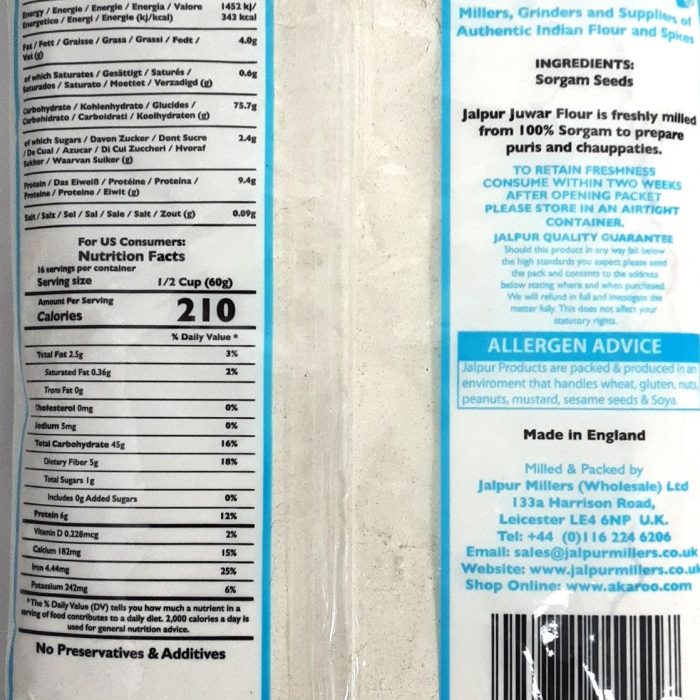 Energy / Energie / Energie / Energia / Valore 1452 kj/
Energetico / Energi / Energie (kj/kcal) 343 kcal
Fat / Fett / Graisse / Grasa / Grassi / Fedt / 4.0g
Vet (g)
of which Saturates / Gesättigt / Saturés / 0.6g
Saturados / Saturato / Moettet / Verzadigd (g)
Carbohydrate / Kohlenhydrate / Glucides / 75.7g
Carbohidrato / Carboidrati / Koolhydraten (g)
of which Sugars / Davon Zucker / Dont Sucre 2.4g
/ De Cual / Azucar / Di Cui Zuccheri / Hvoraf
Sukker / Waarvan Suiker (g)
Protein / Das Eiweiß / Protéine / Proteína / 9.4g
Proteine / Proteine / Eiwit (g)
Salt / Salz / Sel / Sal / Sale / Salt / Zout (g) 0.09g
For US Consumers:
Nutrition Facts
16 servings per container
Serving size 1/2 Cup (60g)
Amount Per Serving
Calories 210
% Daily Value *
Total Fat 2.5g 3%
Saturated Fat 0.36g 2%
Trans Fat 0g
Cholesterol 0mg 0%
Sodium 5mg 0%
Total Carbohydrate 45g 16%
Dietary Fiber 5g 18%
Total Sugars 1g
Includes 0g Added Sugars 0%
Protein 6g 12%
Vitamin D 0.228mcg 2%
Calcium 182mg 15%
Iron 4.44mg 25%
Potassium 242mg 6%
* The % Daily Value (DV) tells you how much a nutrient in a
serving of food contributes to a daily diet. 2,000 calories a day is
used for general nutrition advice.
No Preservatives & Additives
Millers, Grinders and Suppliers of
Authentic Indian Flour and Spices
INGREDIENTS:
Sorgam Seeds
Jalpur Juwar Flour is freshly milled
from 100% Sorgam to prepare
puris and chauppaties.
TO RETAIN FRESHNESS
CONSUME WITHIN TWO WEEKS
AFTER OPENING PACKET
PLEASE STORE IN AN AIRTIGHT
CONTAINER.
JALPUR QUALITY GUARANTEE
Should this product in any way fall below
the high standards you expect please send
the pack and contents to the address
below stating where and when purchased.
We will refund in full and investigate the
matter fully. This does not affect your
statutory rights.
ALLERGEN ADVICE
Jalpur Products are packed & produced in an
enviroment that handles wheat, gluten, nuts,
peanuts, mustard, sesame seeds & Soya.
Made in England
Milled & Packed by
Jalpur Millers (Wholesale) Ltd
133a Harrison Road,
Leicester LE4 6NP U.K.
Tel: +44 (0)116 224 6206
Email: sales@jalpurmillers.co.uk
Website: www.jalpurmillers.co.uk
Shop Online: www.akaroo.com